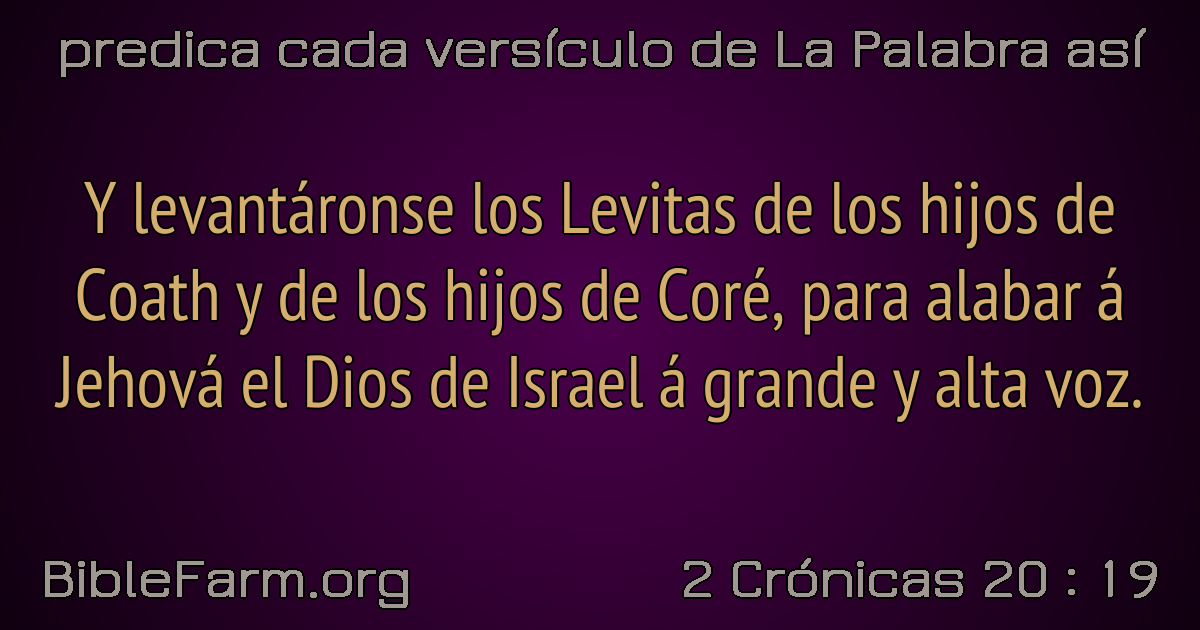 predica cada versículo de La Palabra así
Y levantáronse los Levitas de los hijos de
Coath y de los hijos de Coré, para alabar á
Jehová el Dios de Israel á grande y alta voz.
BibleFarm.org
2 Crónicas 20 : 19